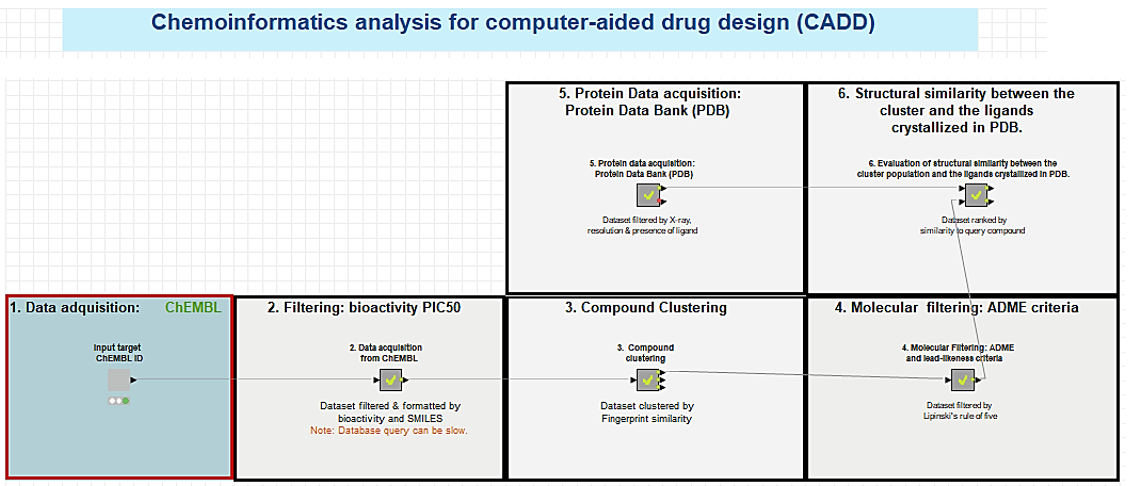 Chemoinformatics analysis for computer-aided drug design (CADD)
5. Protein Data acquisition:
Protein Data Bank (PDB)
5. Protein data acquisition:
Protein Data Bank (PDB)
Dataset filtered by X-ray,
resolution & presence of ligand
6. Structural similarity between the
cluster and the ligands
crystallized in PDB.
6. Evaluation of structural similarity between the
cluster population and the ligands crystallized in PDB.
Dataset ranked by
similarity to query compound
1. Data adquisition: ChEMBL
Input target
ChEMBL ID
2. Filtering: bioactivity PIC50
2. Data acquisition
from ChEMBL
Dataset filtered & formatted by
bioactivity and SMILES
Note: Database query can be slow.
3. Compound Clustering
3. Compound
clustering
Dataset clustered by
Fingerprint similarity
4. Molecular filtering: ADME criteria
4. Molecular Filtering: ADME
and lead-likeness criteria
Dataset filtered by
Lipinski's rule of five